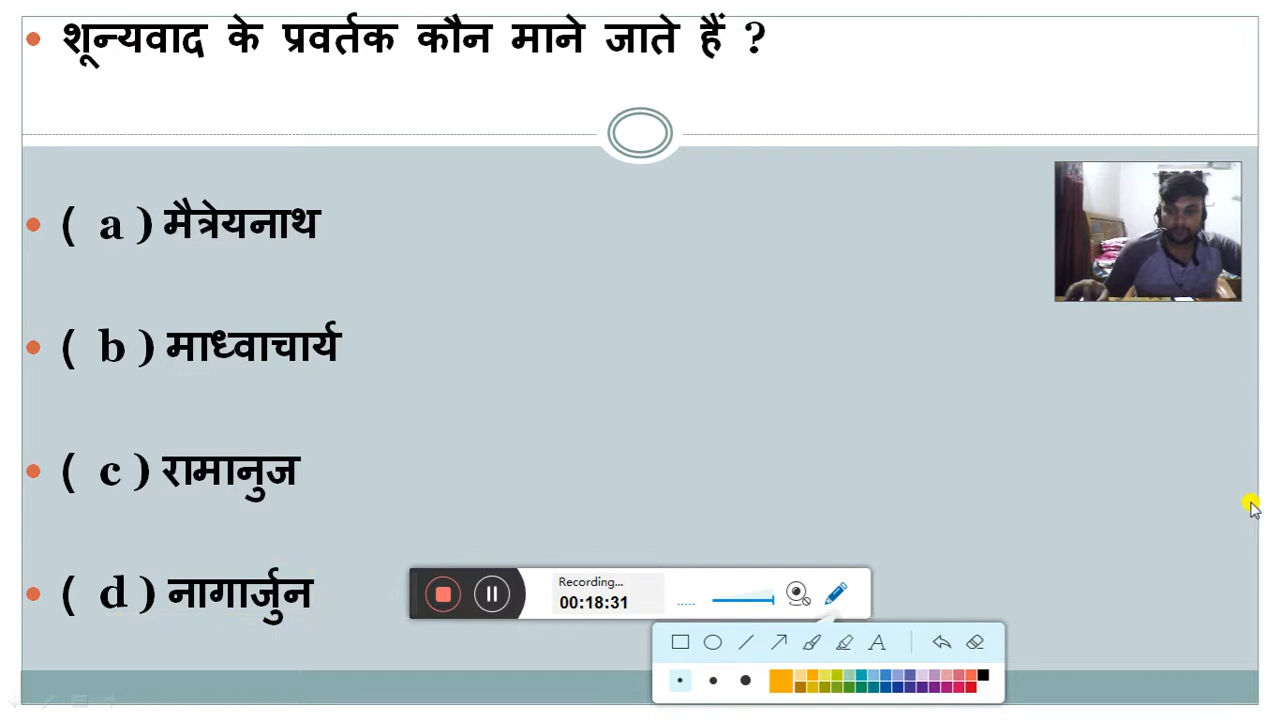 शून्यवाद के प्रवर्तक कौन माने जाते हैं ?
( a ) मैत्रेयनाथ
( b ) माध्वाचार्य
( c ) रामानुज
( d ) नागार्जुन
Recording...
00:18:31
A